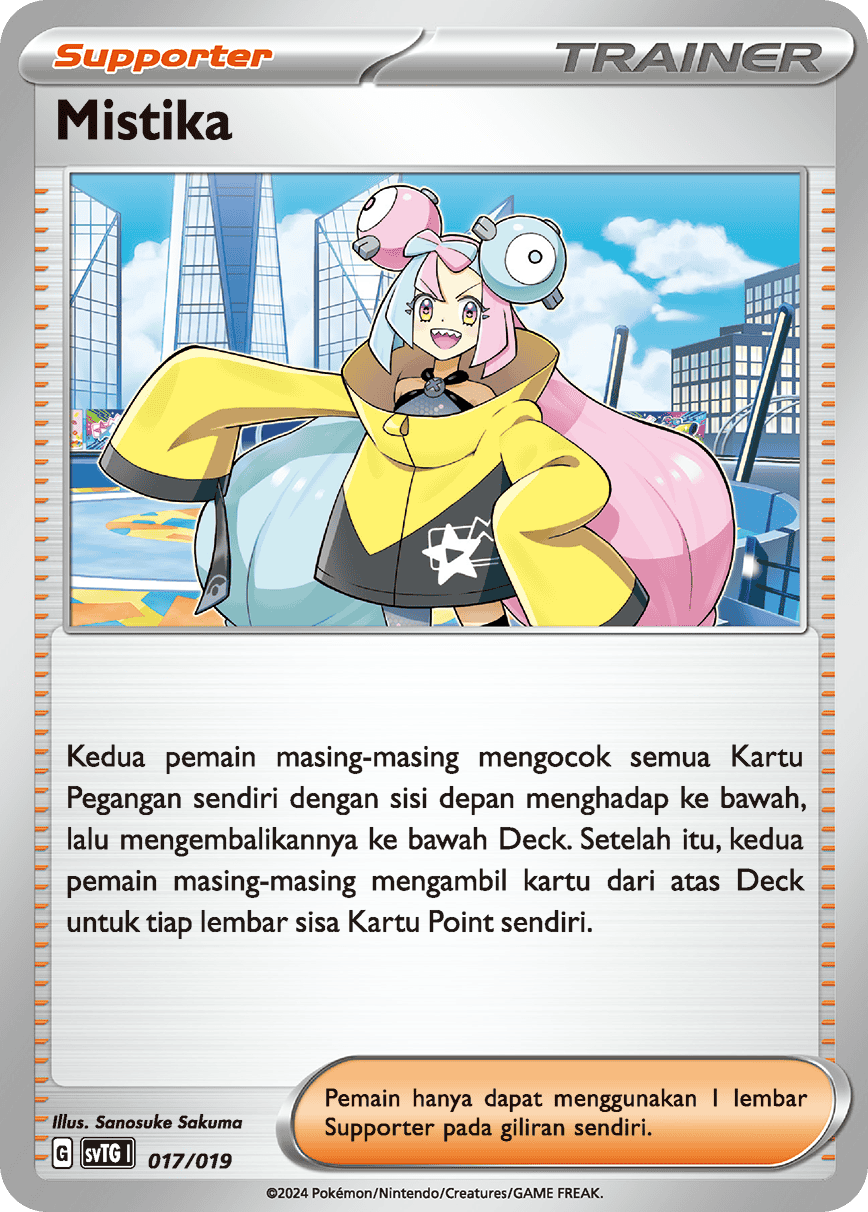 Supporter
TRAINER
Mistika
Kedua pemain masing-masing mengocok semua Kartu
Pegangan sendiri dengan sisi depan menghadap ke bawah,
lalu mengembalikannya ke bawah Deck. Setelah itu, kedua
pemain masing-masing mengambil kartu dari atas Deck
untuk tiap lembar sisa Kartu Point sendiri.
Pemain hanya dapat menggunakan 1 lembar
Supporter pada giliran sendiri.
Illus. Sanosuke Sakuma
G svTG I 017/019
©2024 Pokémon/Nintendo/Creatures/GAME FREAK.